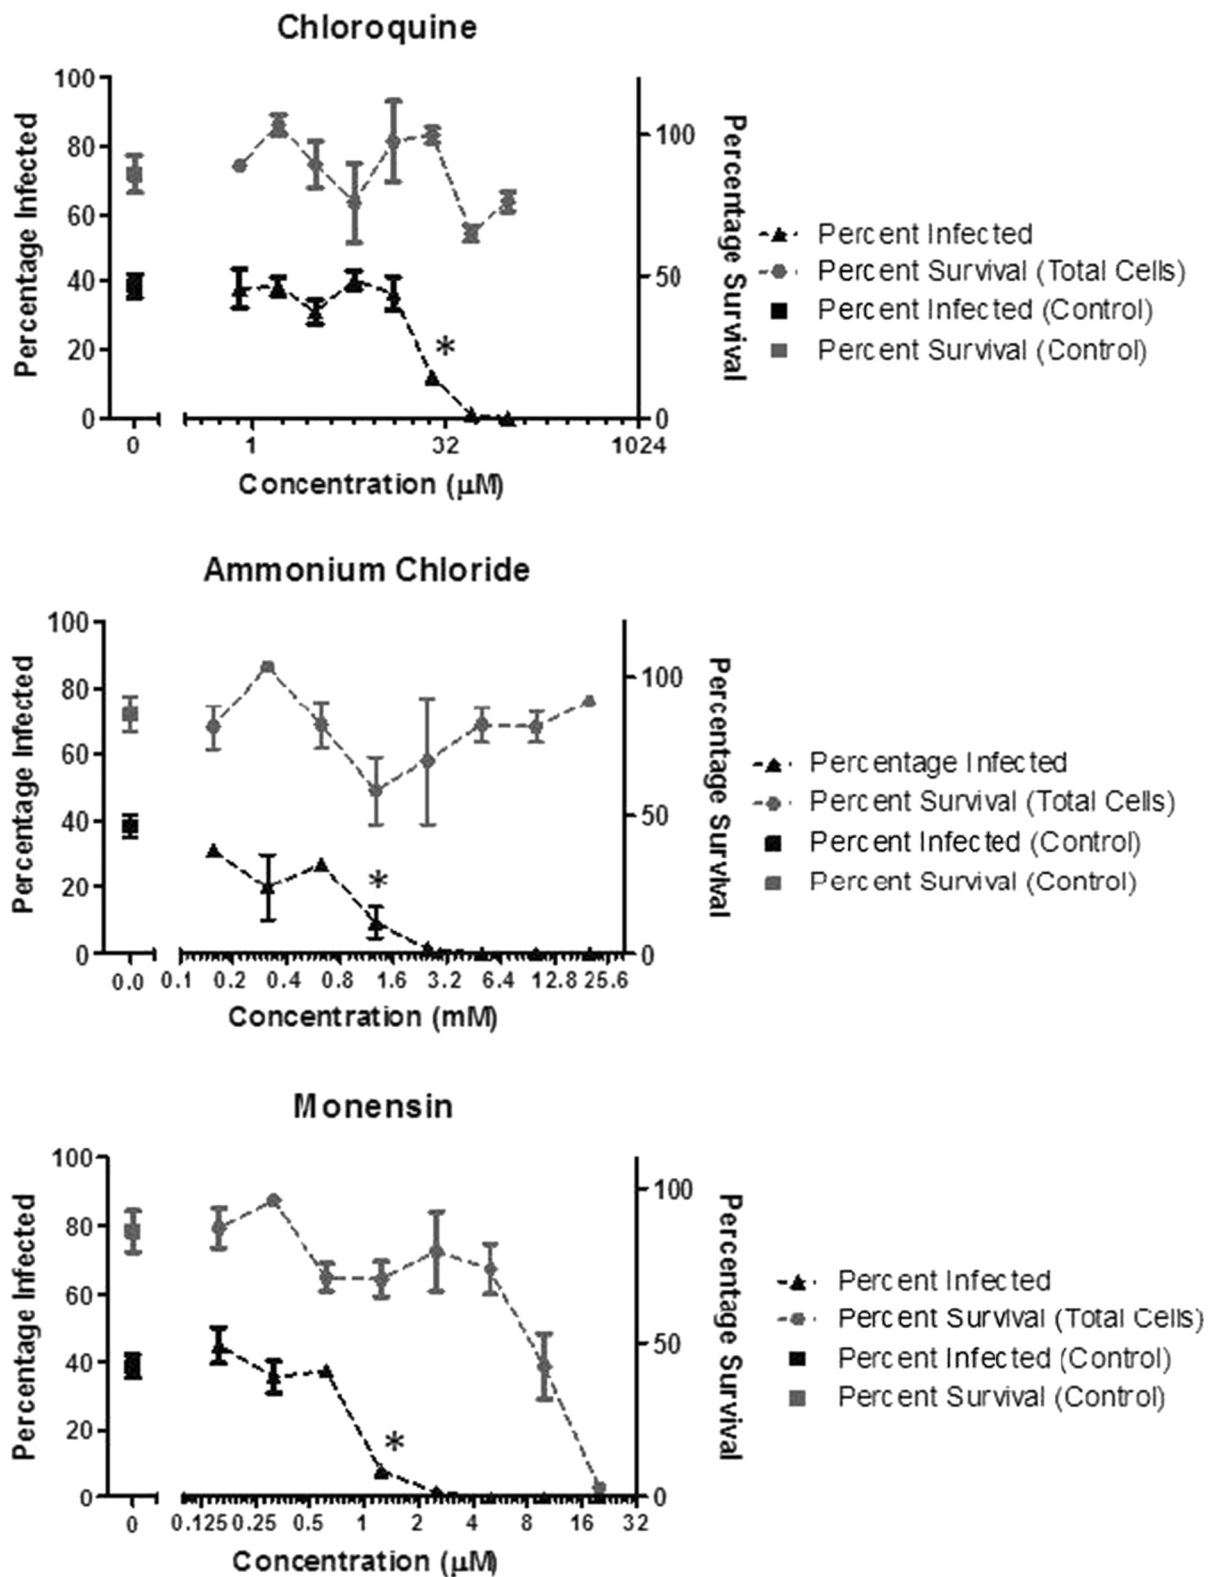 Chloroquine
100
80
60
40
20
0
Percentage Infected
100
50
0
Percentage Survival
0 1 32 1024
Concentration (μM)
Percent Infected
Percent Survival (Total Cells)
Percent Infected (Control)
Percent Survival (Control)
*
Ammonium Chloride
100
80
60
40
20
0
Percentage Infected
100
50
0
Percentage Survival
0.0 0.1 0.2 0.4 0.8 1.6 3.2 6.4 12.8 25.6
Concentration (mM)
Percentage Infected
Percent Survival (Total Cells)
Percent Infected (Control)
Percent Survival (Control)
*
Monensin
100
80
60
40
20
0
Percentage Infected
100
50
0
Percentage Survival
0 0.125 0.25 0.5 1 2 4 8 16 32
Concentration (μM)
Percent Infected
Percent Survival (Total Cells)
Percent Infected (Control)
Percent Survival (Control)
*